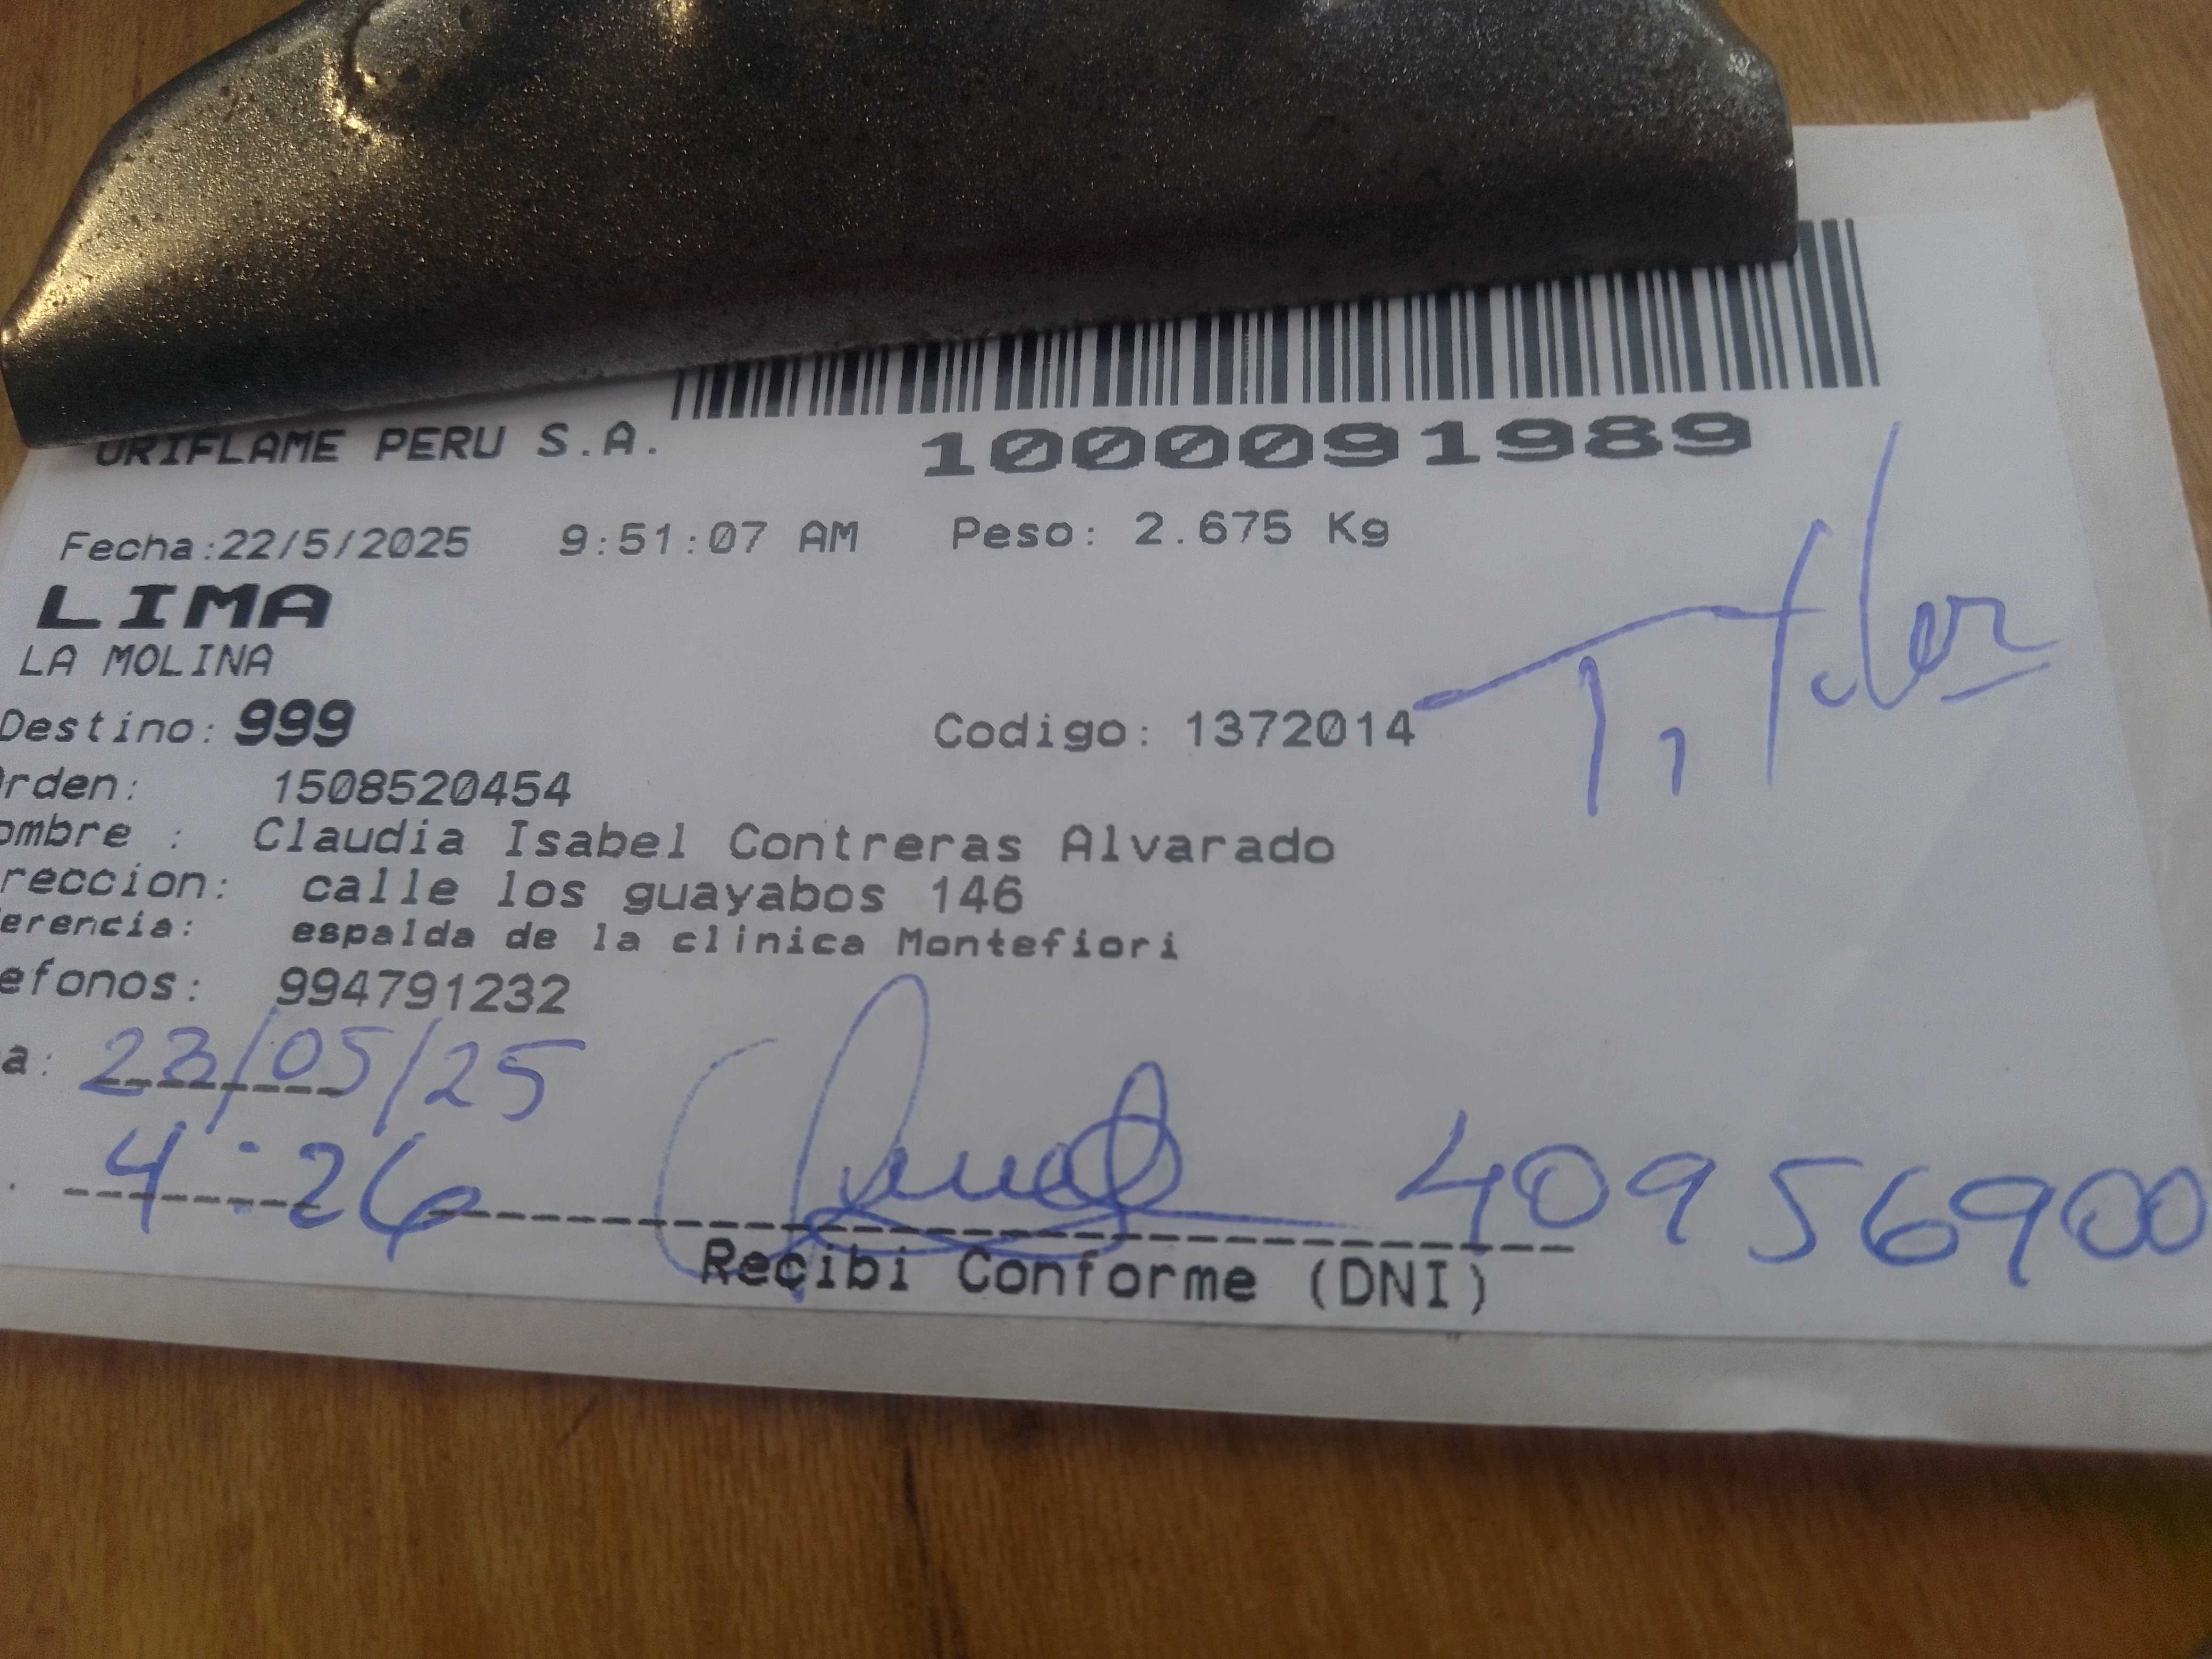 ORIFLAME PERU S.A. 1000091989
Fecha:22/5/2025 9:51:07 AM Peso: 2.675 Kg
LIMA
LA MOLINA
Destino: 999 Codigo: 1372014
rden: 1508520454
ombre : Claudia Isabel Contreras Alvarado
reccion: calle los guayabos 146
erencia: espalda de la clinica Montefiori
efonos: 994791232
a: 23/05/25
4:26 40956900
Recibi Conforme (DNI)